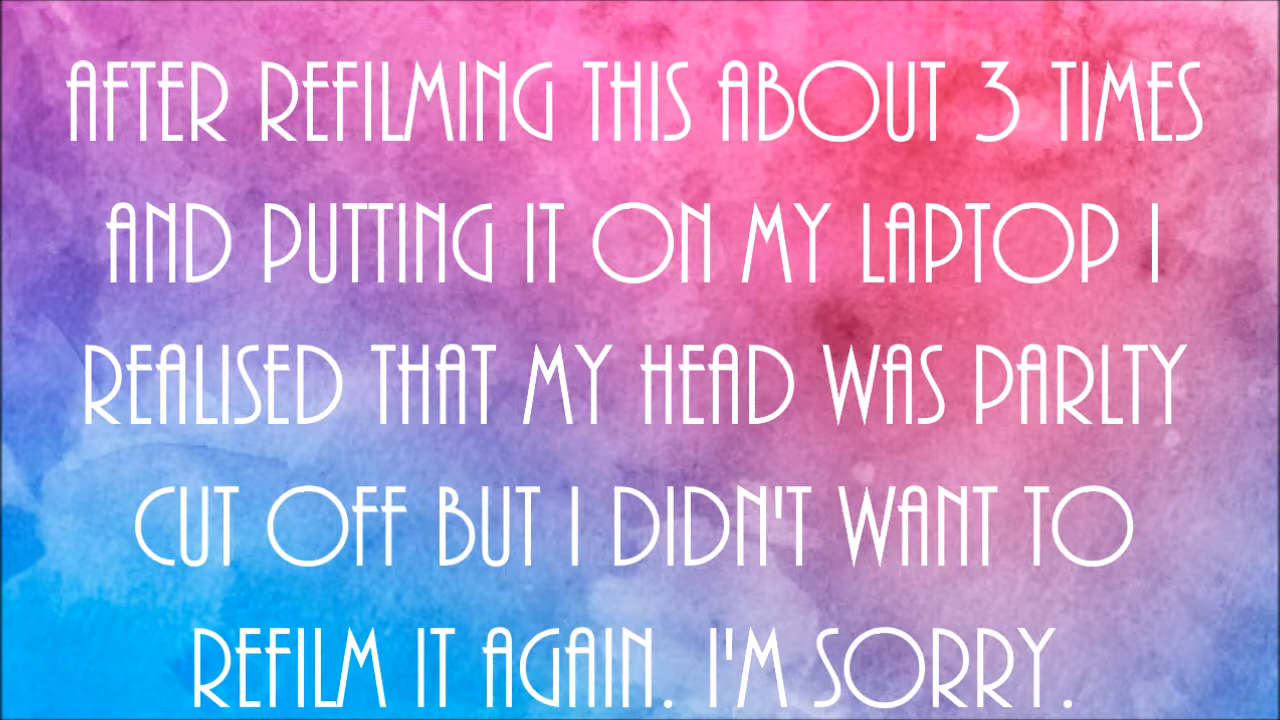 AFTER REFILMING THIS ABOUT 3 TIMES
AND PUTTING IT ON MY LAPTOP I
REALISED THAT MY HEAD WAS PARLTY
CUT OFF BUT I DIDN'T WANT TO
REFILM IT AGAIN. I'M SORRY.